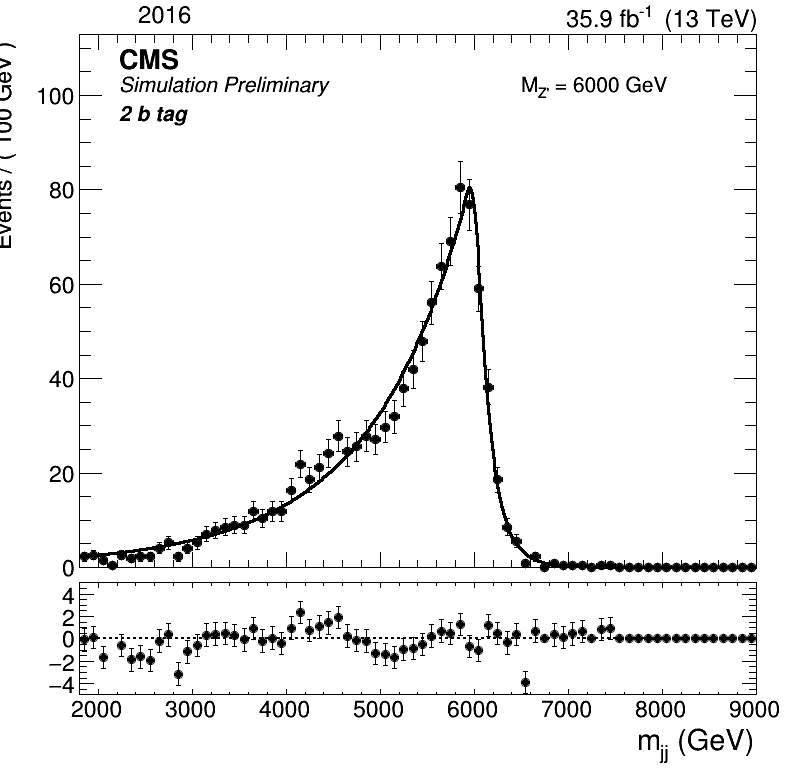 2016
35.9 fb⁻¹ (13 TeV)
CMS
Simulation Preliminary
2 b tag
M_Z' = 6000 GeV
Events / ( 100 GeV )
100
80
60
40
20
0
4
2
0
−2
−4
2000 3000 4000 5000 6000 7000 8000 9000
m_jj (GeV)